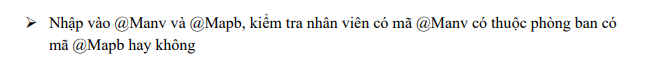 ➢ Nhập vào @Manv và @Mapb, kiểm tra nhân viên có mã @Manv có thuộc phòng ban có
mã @Mapb hay không